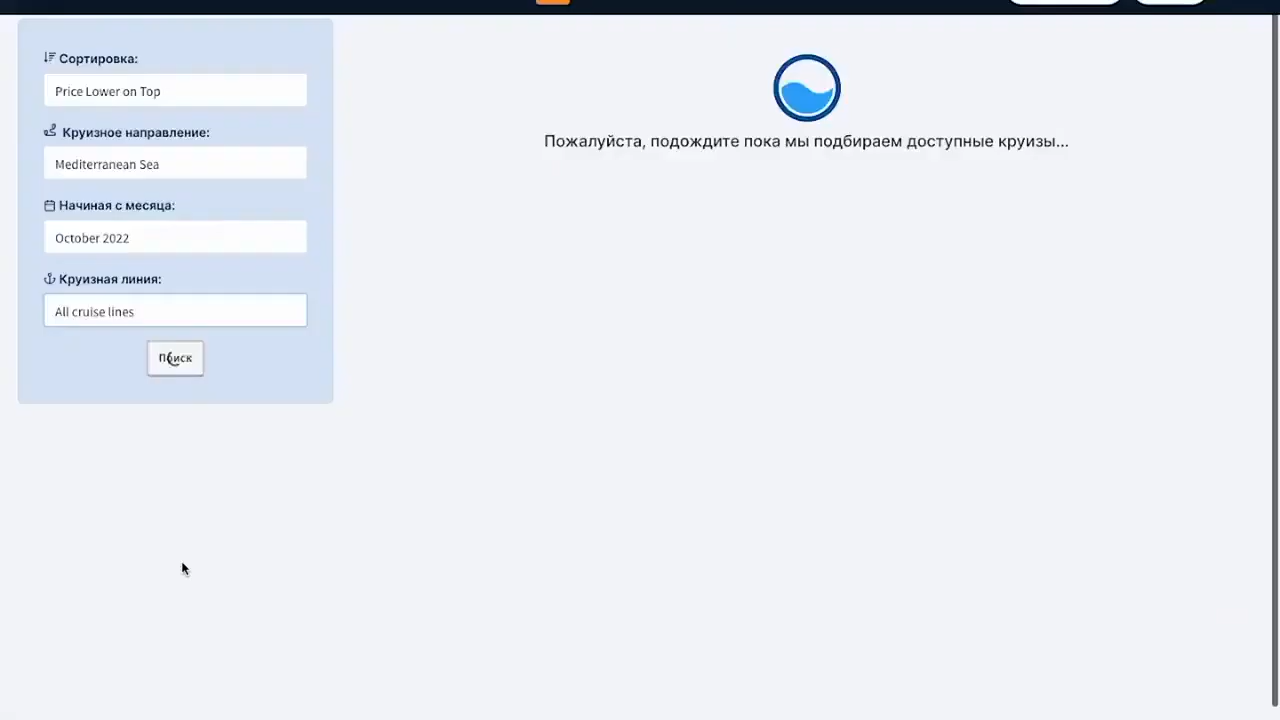 Сортировка:
Price Lower on Top
Круизное направление:
Mediterranean Sea
Начиная с месяца:
October 2022
Круизная линия:
All cruise lines
Поиск
Пожалуйста, подождите пока мы подбираем доступные круизы...